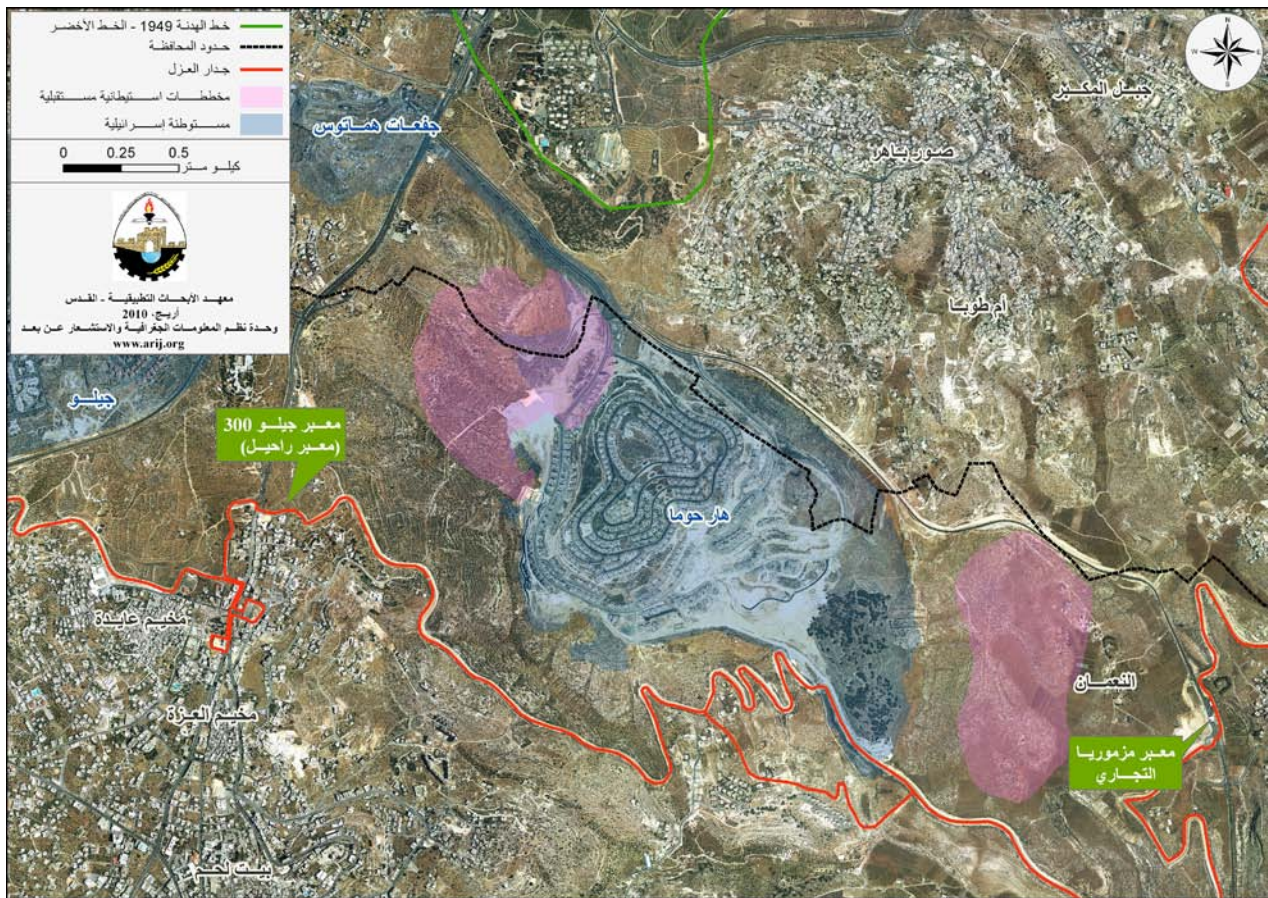 خط الهدنة 1949 - الخط الأخضر
حدود المحافظة
جدار العزل
مخططات استيطانية مستقبلية
مستوطنة إسرائيلية
0 0.25 0.5
كيلو متر
معهد الأبحاث التطبيقية - القدس
أريج، 2010
وحدة نظم المعلومات الجغرافية والاستشعار عن بعد
www.arij.org
N
W E
S
جبل المكبر
جفعات هماتوس
صور باهر
أم طوبا
جيلو
معبر جيلو 300
(معبر راحيل)
هار حوما
مخيم عايدة
النعمان
مخيم العزة
معبر مزموريا
التجاري
بيت لحم